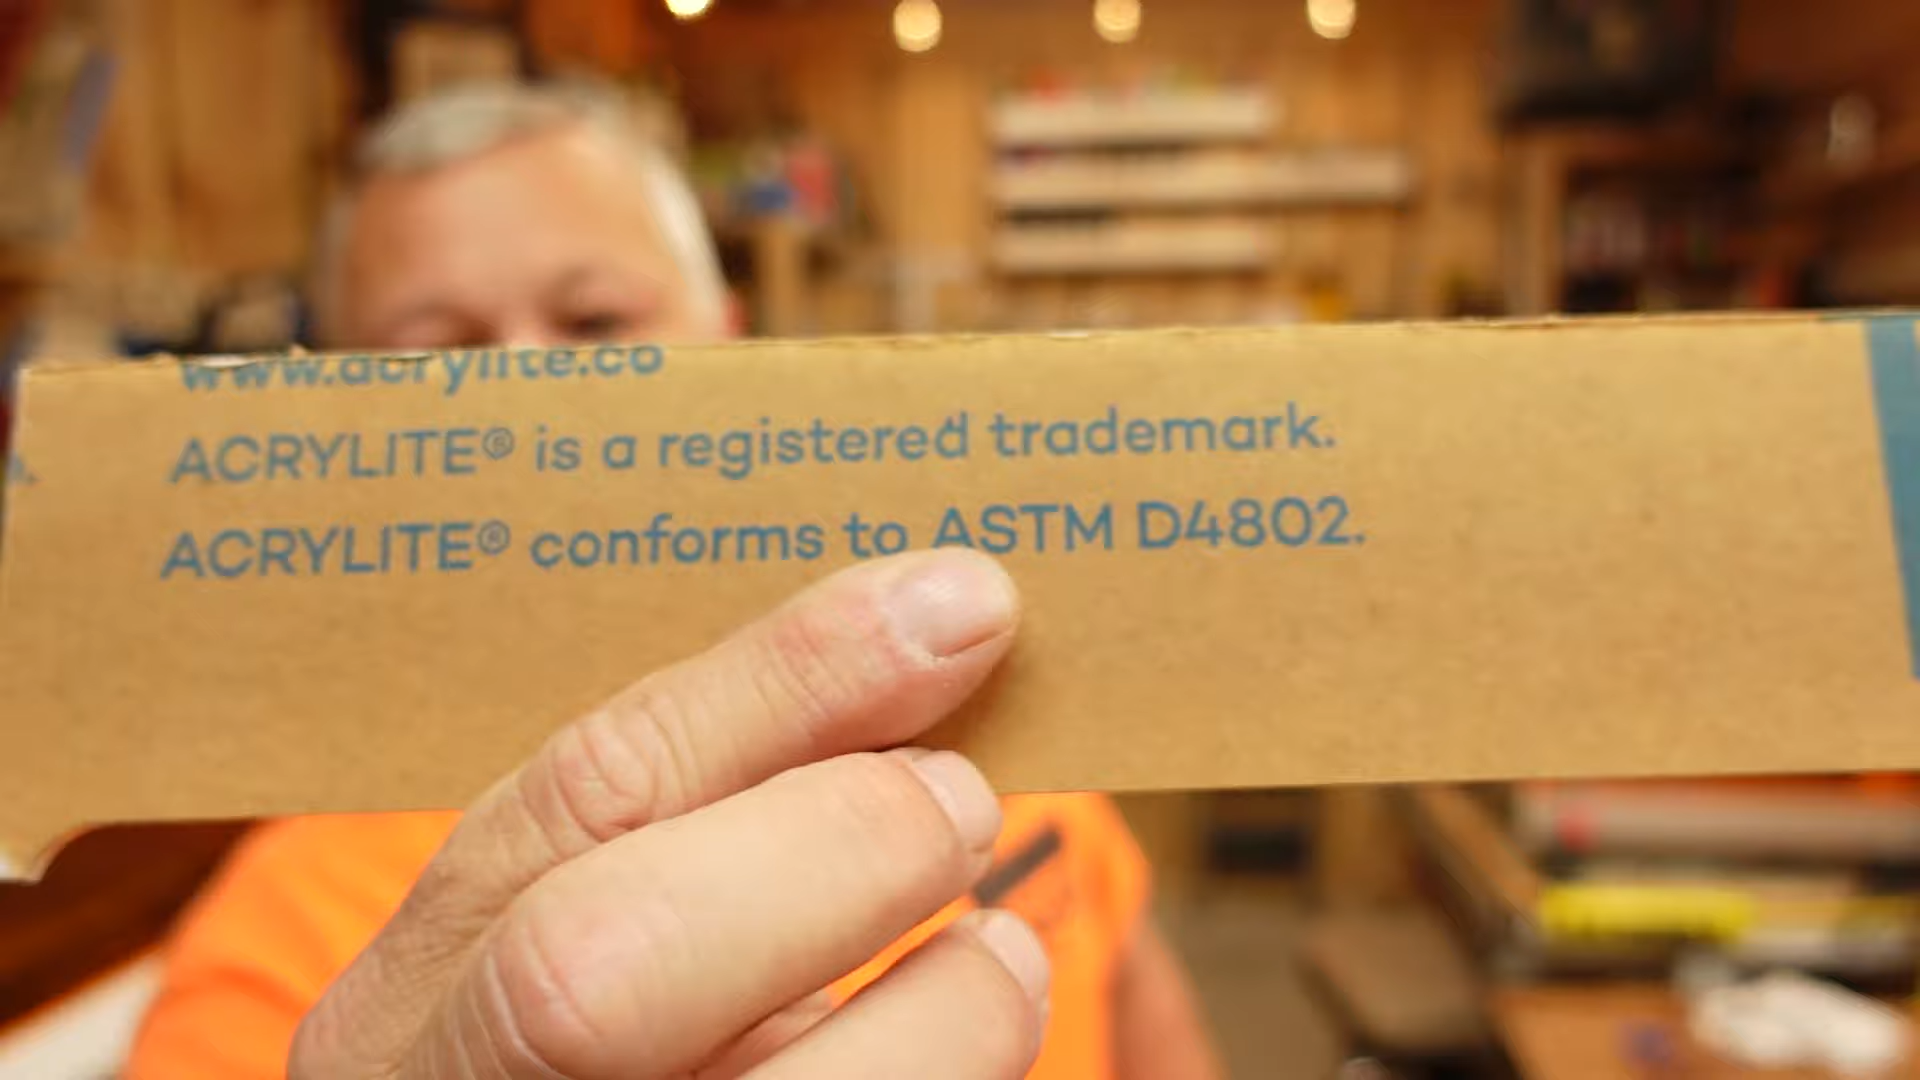 www.acrylite.co
ACRYLITE® is a registered trademark.
ACRYLITE® conforms to ASTM D4802.